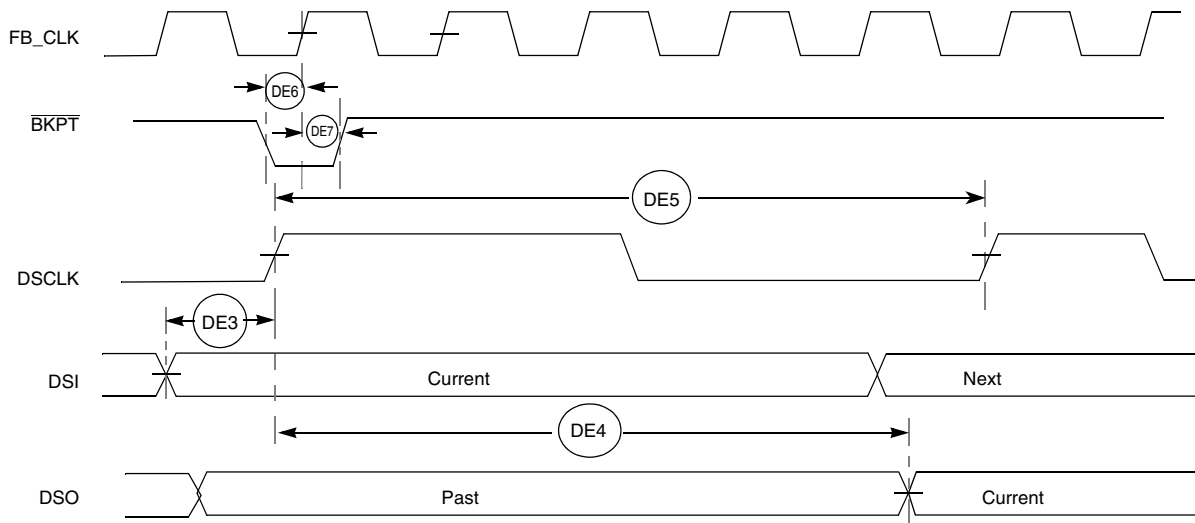 FB_CLK
DE6
BKPT
DE7
DE5
DSCLK
DE3
DSI
Current
Next
DE4
DSO
Past
Current